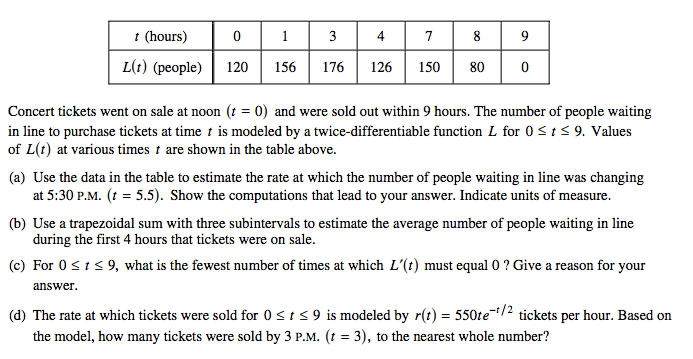 t (hours) 0 1 3 4 7 8 9
L(t) (people) 120 156 176 126 150 80 0
Concert tickets went on sale at noon (t = 0) and were sold out within 9 hours. The number of people waiting
in line to purchase tickets at time t is modeled by a twice-differentiable function L for 0 ≤ t ≤ 9. Values
of L(t) at various times t are shown in the table above.
(a) Use the data in the table to estimate the rate at which the number of people waiting in line was changing
at 5:30 P.M. (t = 5.5). Show the computations that lead to your answer. Indicate units of measure.
(b) Use a trapezoidal sum with three subintervals to estimate the average number of people waiting in line
during the first 4 hours that tickets were on sale.
(c) For 0 ≤ t ≤ 9, what is the fewest number of times at which L′(t) must equal 0 ? Give a reason for your
answer.
(d) The rate at which tickets were sold for 0 ≤ t ≤ 9 is modeled by r(t) = 550te^(-t/2) tickets per hour. Based on
the model, how many tickets were sold by 3 P.M. (t = 3), to the nearest whole number?